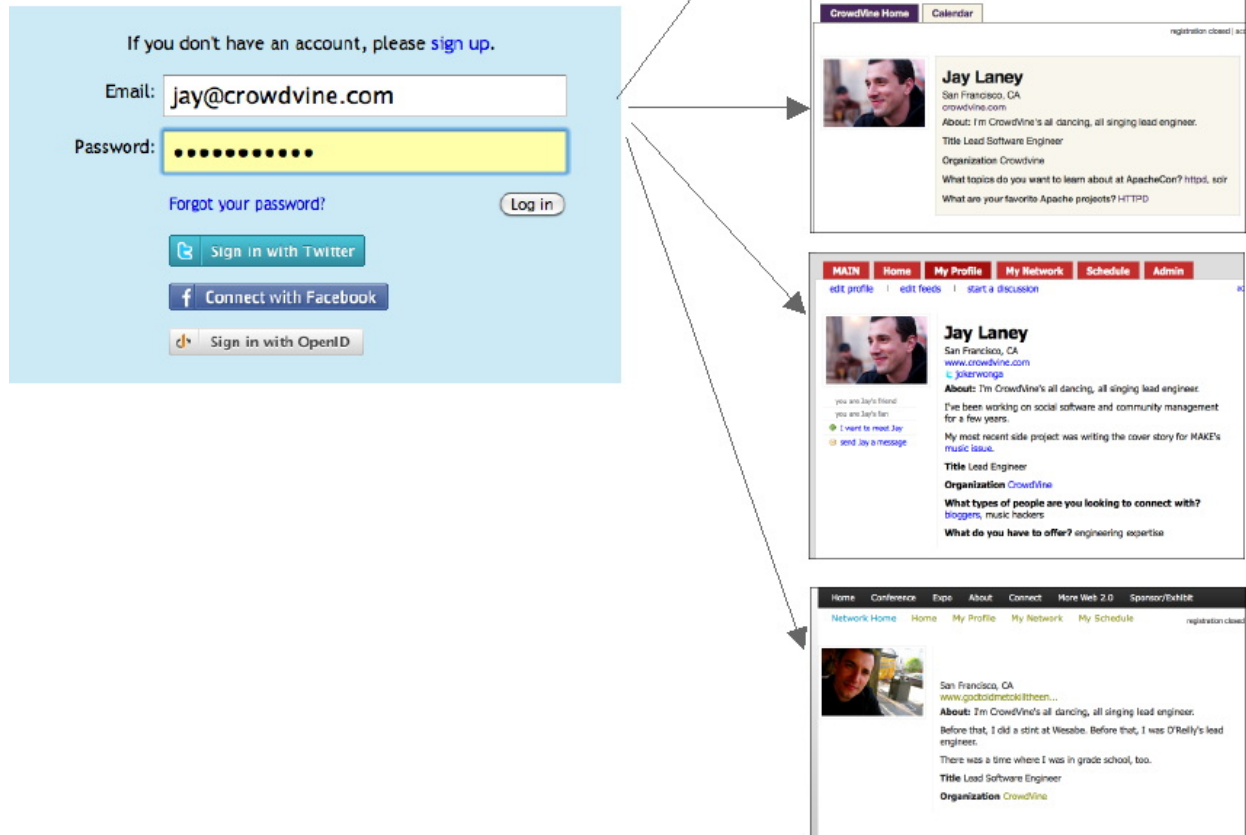 If you don't have an account, please sign up.
Email: jay@crowdvine.com
Password: •••••••••••
Forgot your password? Log in
Sign in with Twitter
Connect with Facebook
Sign in with OpenID
CrowdVine Home Calendar
registration closed
Jay Laney
San Francisco, CA
crowdvine.com
About: I'm CrowdVine's all dancing, all singing lead engineer.
Title Lead Software Engineer
Organization Crowdvine
What topics do you want to learn about at ApacheCon? httpd, solr
What are your favorite Apache projects? HTTPD
MAIN Home My Profile My Network Schedule Admin
edit profile | edit feeds | start a discussion
you are Jay's friend
you are Jay's fan
I want to meet Jay
send Jay a message
Jay Laney
San Francisco, CA
www.crowdvine.com
jokerwonga
About: I'm CrowdVine's all dancing, all singing lead engineer.
I've been working on social software and community management
for a few years.
My most recent side project was writing the cover story for MAKE's
music issue.
Title Lead Engineer
Organization CrowdVine
What types of people are you looking to connect with?
bloggers, music hackers
What do you have to offer? engineering expertise
Home Conference Expo About Connect More Web 2.0 Sponsor/Exhibit
Network Home Home My Profile My Network My Schedule
registration closed
San Francisco, CA
www.godtoldmetokilltheen...
About: I'm CrowdVine's all dancing, all singing lead engineer.
Before that, I did a stint at Wesabe. Before that, I was O'Reilly's lead
engineer.
There was a time where I was in grade school, too.
Title Lead Software Engineer
Organization CrowdVine